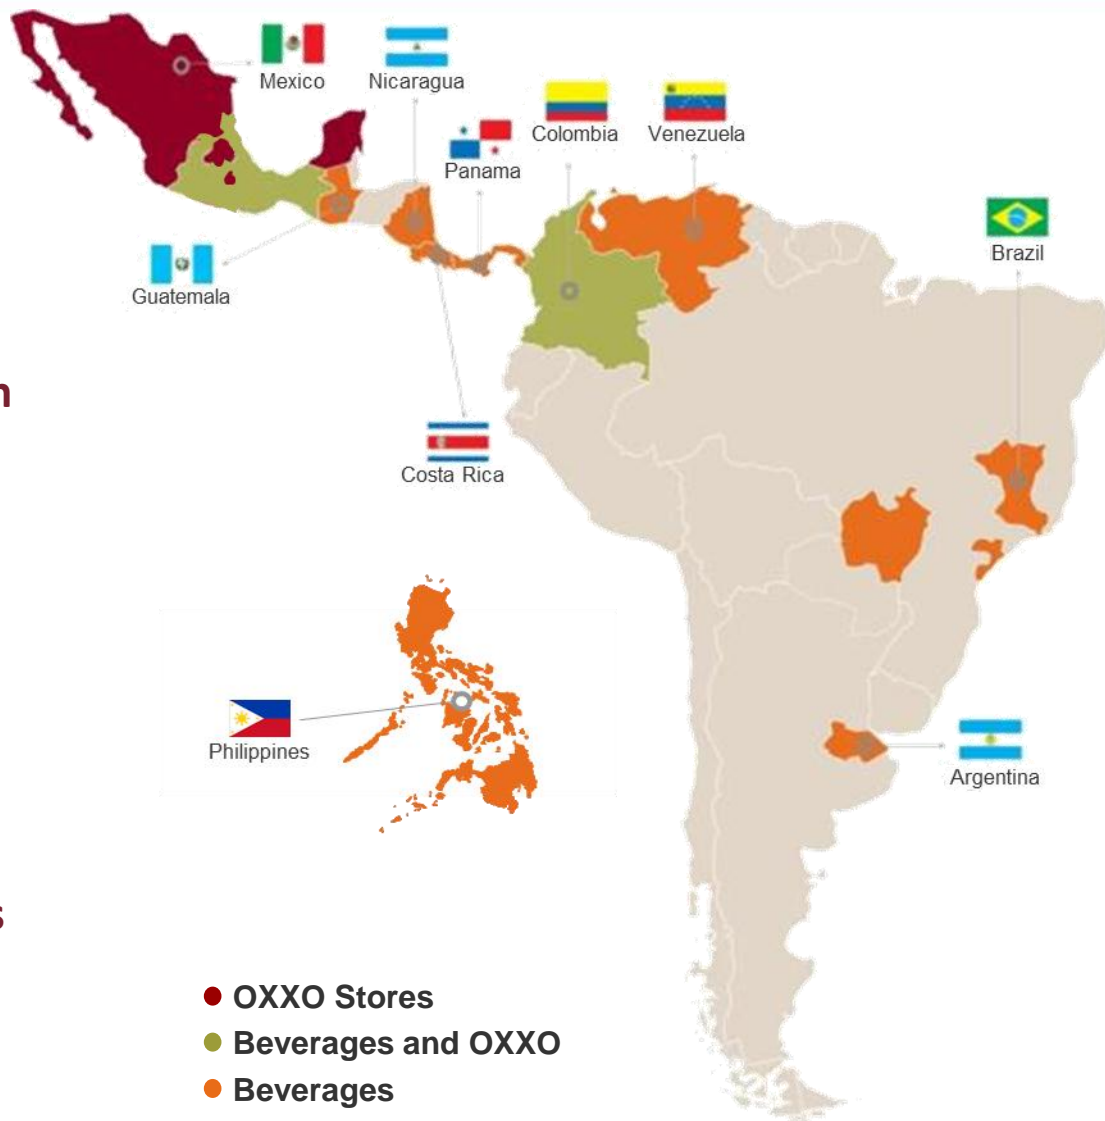 Mexico
Nicaragua
Colombia
Venezuela
Panama
Brazil
Guatemala
n
Costa Rica
Philippines
Argentina
s
OXXO Stores
Beverages and OXXO
Beverages